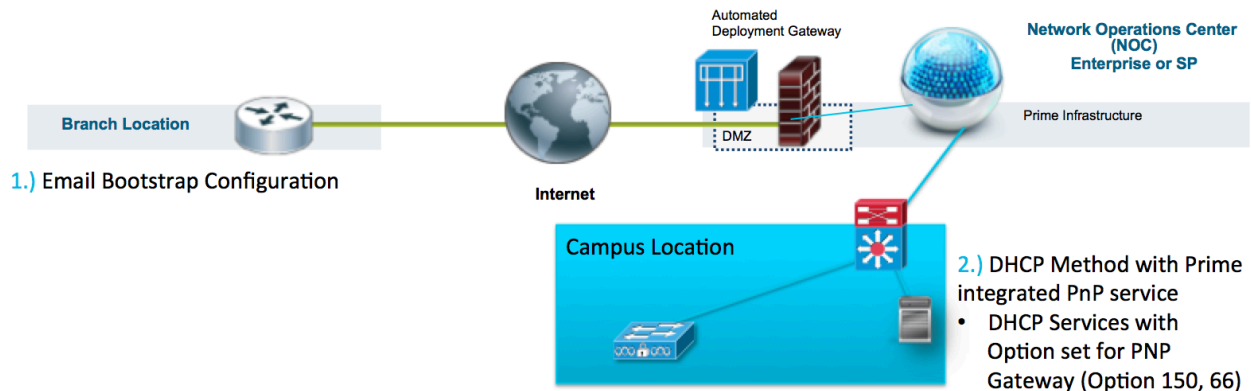 Automated
Deployment Gateway
Network Operations Center
(NOC)
Enterprise or SP
Branch Location
DMZ
Prime Infrastructure
1.) Email Bootstrap Configuration
Internet
Campus Location
2.) DHCP Method with Prime
integrated PnP service
• DHCP Services with
Option set for PNP
Gateway (Option 150, 66)